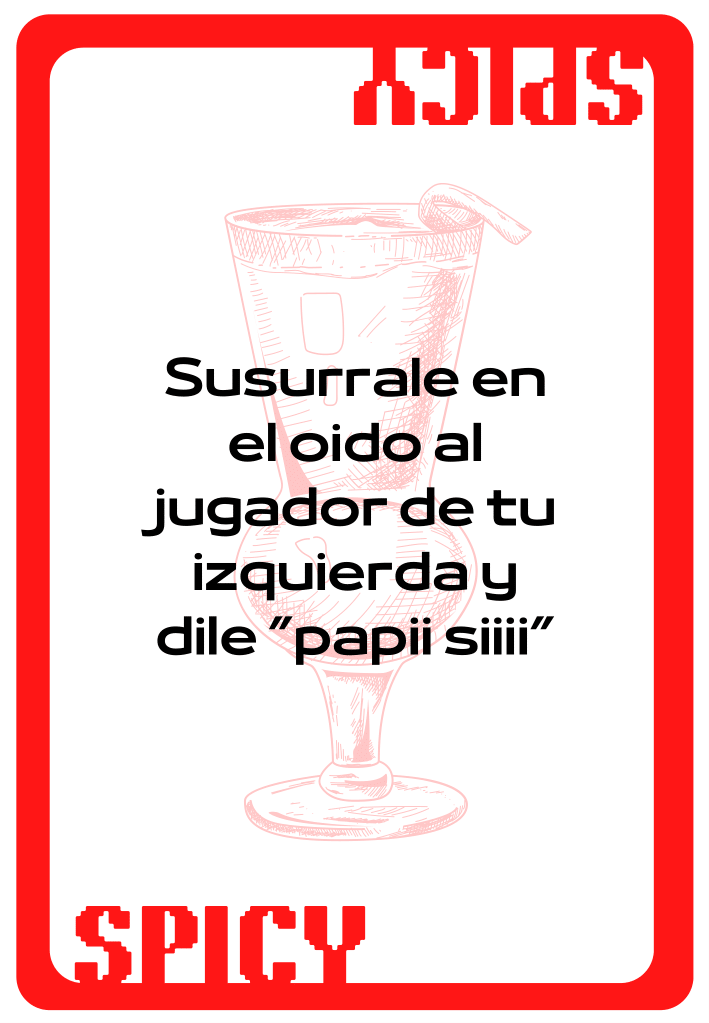 SPICY
Susurrale en
el oido al
jugador de tu
izquierda y
dile "papii siiii"
SPICY